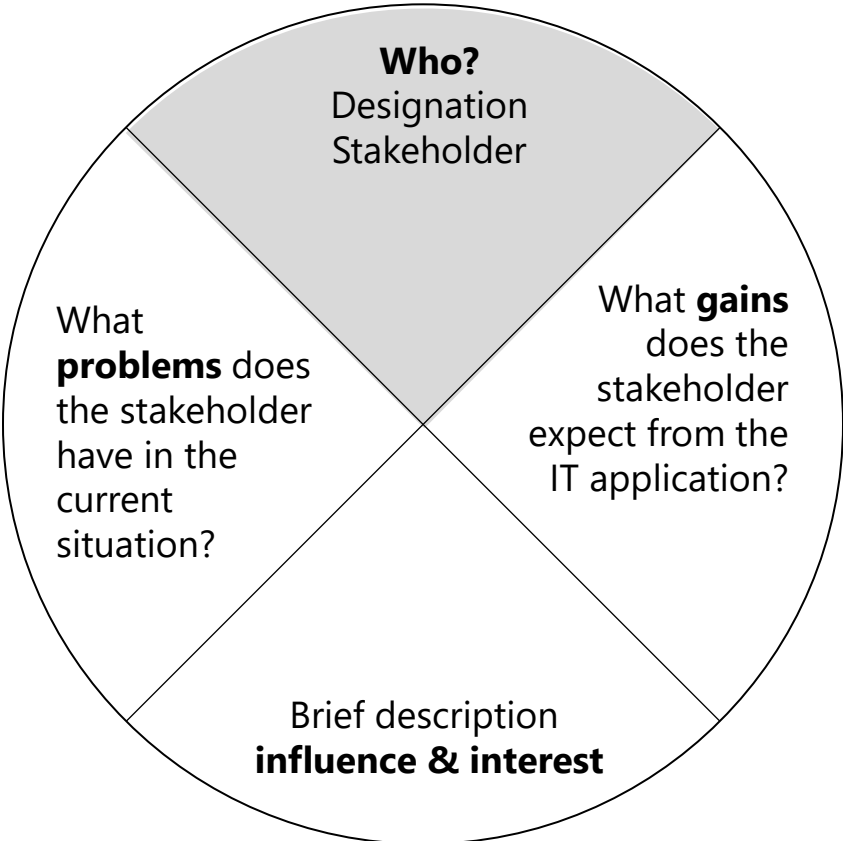 Who?
Designation
Stakeholder
What
problems does
the stakeholder
have in the
current
situation?
What gains
does the
stakeholder
expect from the
IT application?
Brief description
influence & interest